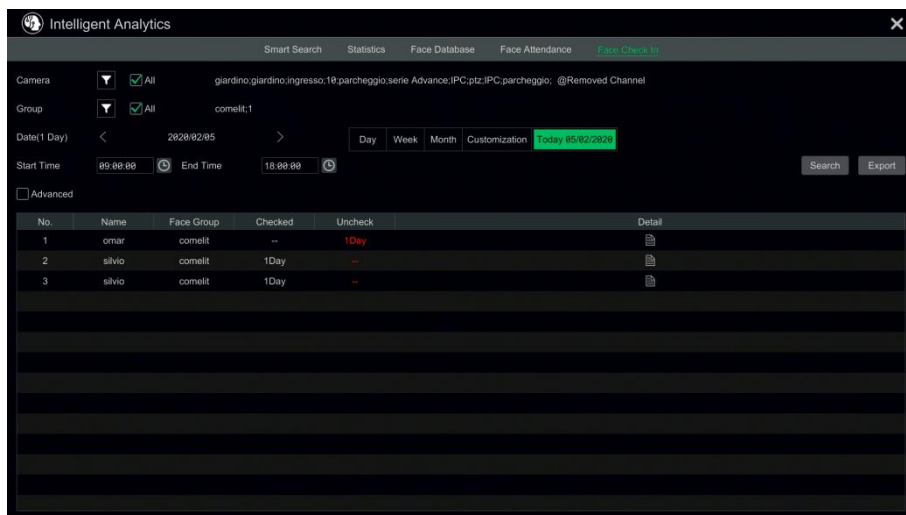 Intelligent Analytics
Smart Search Statistics Face Database Face Attendance Face Check In
Camera All giardino;giardino;ingresso;10;parcheggio;serie Advance;IPC;ptz;IPC;parcheggio; @Removed Channel
Group All comelit;1
Date(1 Day) < 2020/02/05 > Day Week Month Customization Today 05/02/2020
Start Time 09:00:00 End Time 18:00:00 Search Export
Advanced
No. Name Face Group Checked Uncheck Detail
1 omar comelit -- 1Day
2 silvio comelit 1Day --
3 silvio comelit 1Day --